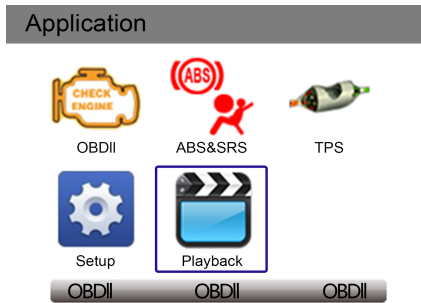 Application
CHECK
ENGINE
ABS
OBDII ABS&SRS TPS
Setup Playback
OBDII OBDII OBDII